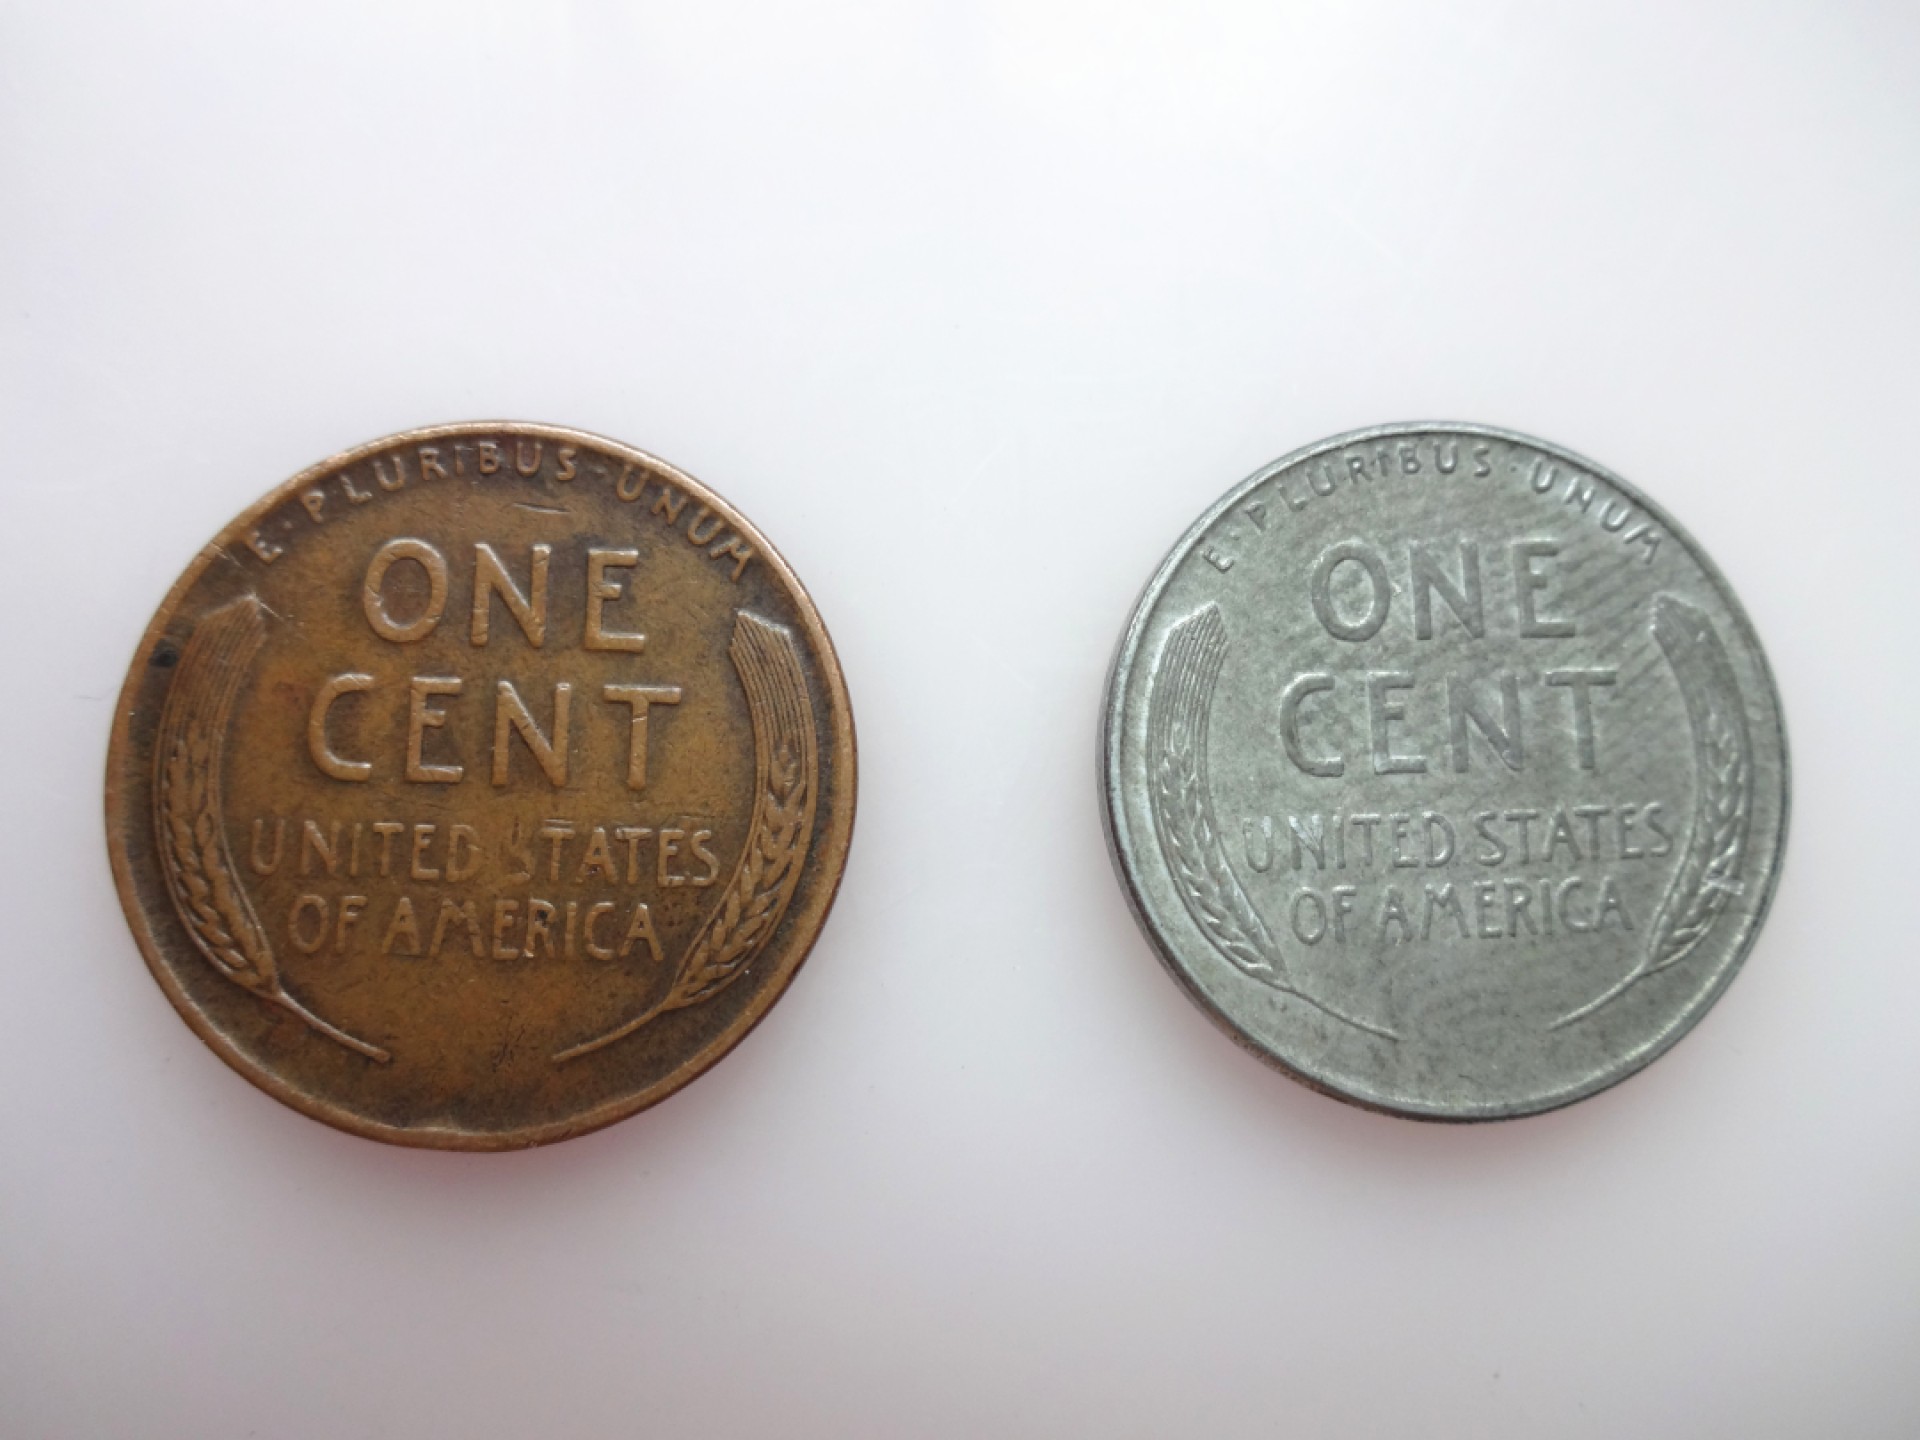 E · PLURIBUS · UNUM
ONE
CENT
UNITED STATES
OF AMERICA
E · PLURIBUS · UNUM
ONE
CENT
UNITED STATES
OF AMERICA